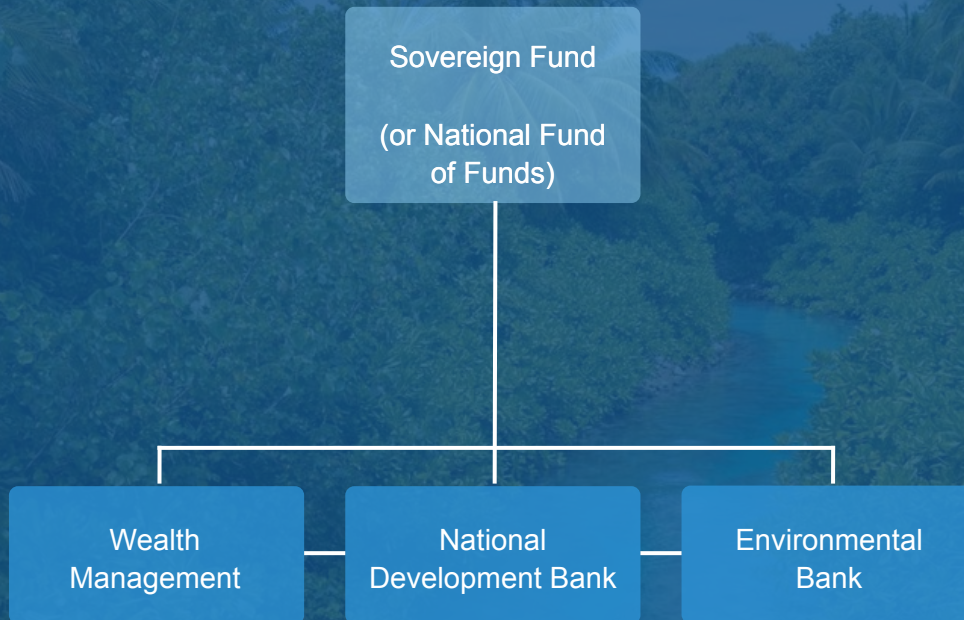 Sovereign Fund
(or National Fund
of Funds)
Wealth
Management
National
Development Bank
Environmental
Bank